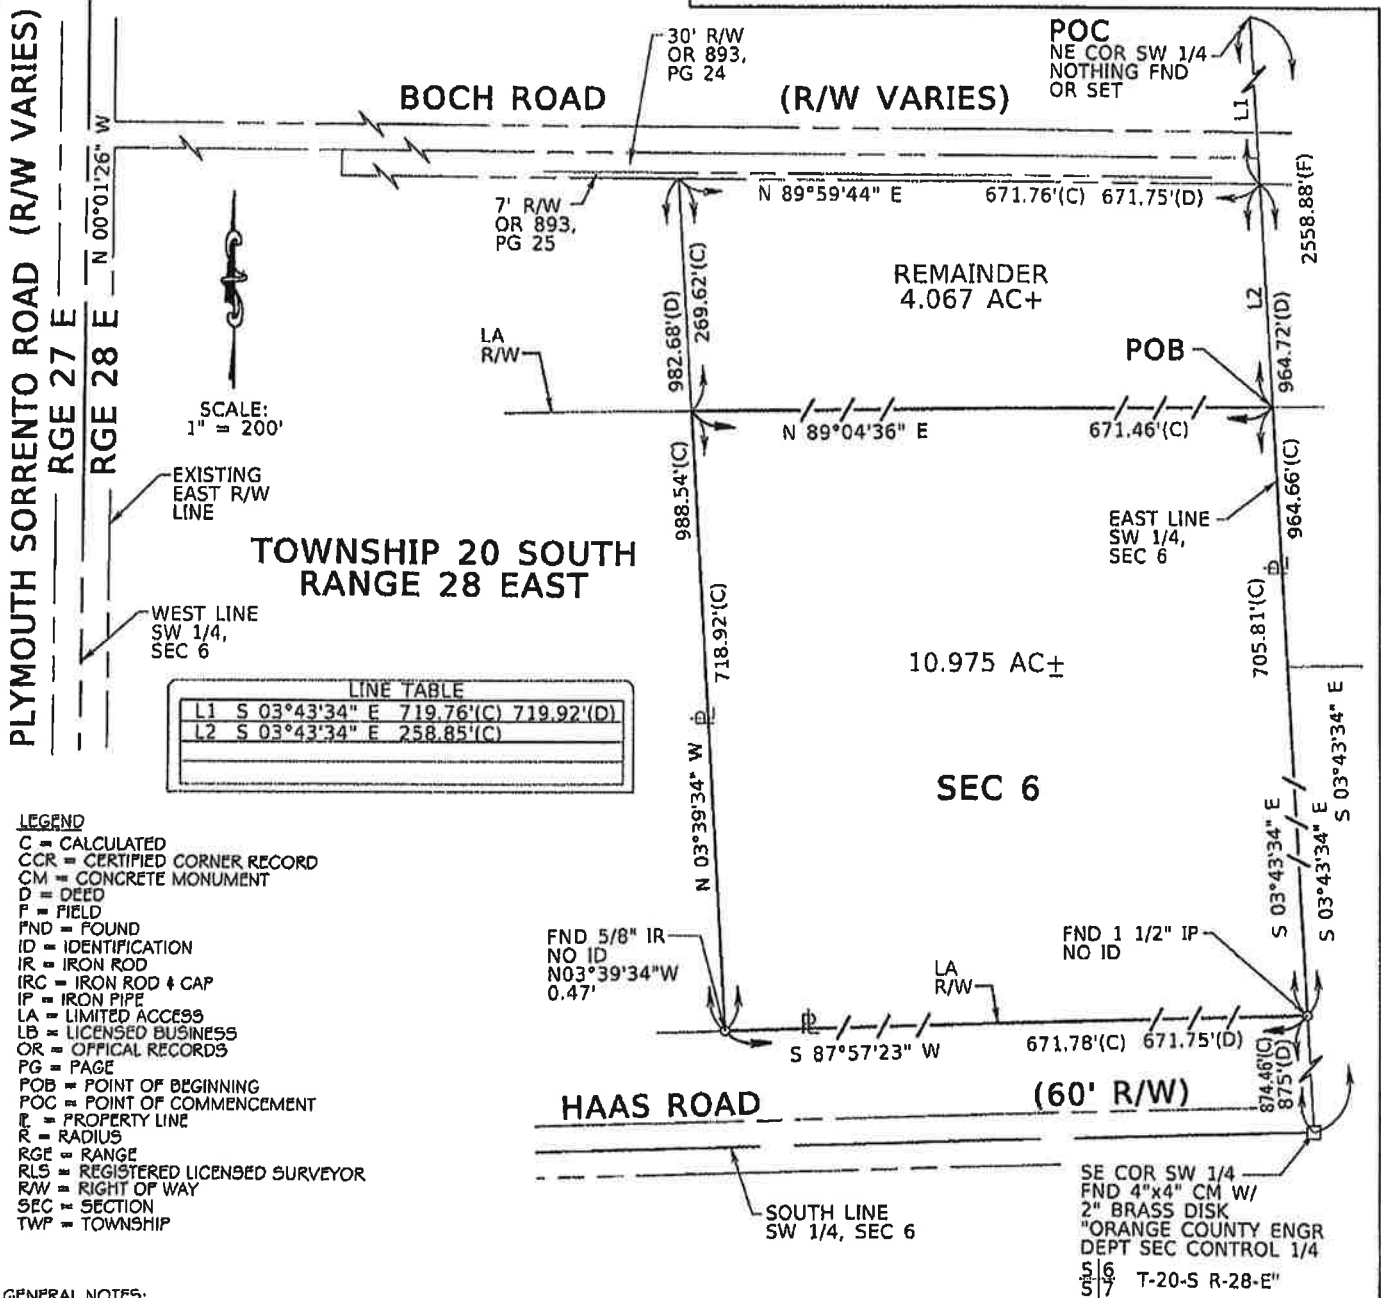 PLYMOUTH SORRENTO ROAD (R/W VARIES)
RGE 27 E
RGE 28 E
N 00°01'26" W
30' R/W
OR 893,
PG 24
BOCH ROAD (R/W VARIES)
POC
NE COR SW 1/4
NOTHING FND
OR SET
L1
7' R/W
OR 893,
PG 25
N 89°59'44" E 671.76'(C) 671.75'(D)
2558.88'(F)
982.68'(D)
269.62'(C)
REMAINDER
4.067 AC+
L2
964.72'(D)
LA
R/W
POB
SCALE:
1" = 200'
N 89°04'36" E 671.46'(C)
EXISTING
EAST R/W
LINE
988.54'(C)
964.66'(C)
EAST LINE
SW 1/4,
SEC 6
TOWNSHIP 20 SOUTH
RANGE 28 EAST
WEST LINE
SW 1/4,
SEC 6
718.92'(C)
705.81'(C)
10.975 AC±
LINE TABLE
L1 S 03°43'34" E 719.76'(C) 719.92'(D)
L2 S 03°43'34" E 258.85'(C)
N 03°39'34" W
SEC 6
S 03°43'34" E
S 03°43'34" E
S 03°43'34" E
LEGEND
C = CALCULATED
CCR = CERTIFIED CORNER RECORD
CM = CONCRETE MONUMENT
D = DEED
F = FIELD
FND = FOUND
ID = IDENTIFICATION
IR = IRON ROD
IRC = IRON ROD & CAP
IP = IRON PIPE
LA = LIMITED ACCESS
LB = LICENSED BUSINESS
OR = OFFICAL RECORDS
PG = PAGE
POB = POINT OF BEGINNING
POC = POINT OF COMMENCEMENT
PL = PROPERTY LINE
R = RADIUS
RGE = RANGE
RLS = REGISTERED LICENSED SURVEYOR
R/W = RIGHT OF WAY
SEC = SECTION
TWP = TOWNSHIP
FND 5/8" IR
NO ID
N03°39'34"W
0.47'
FND 1 1/2" IP
NO ID
LA
R/W
PL
S 87°57'23" W 671.78'(C) 671.75'(D)
874.46'(C)
875'(D)
HAAS ROAD (60' R/W)
SOUTH LINE
SW 1/4, SEC 6
SE COR SW 1/4
FND 4"x4" CM W/
2" BRASS DISK
"ORANGE COUNTY ENGR
DEPT SEC CONTROL 1/4
S 6
S 7 T-20-S R-28-E"
GENERAL NOTES: